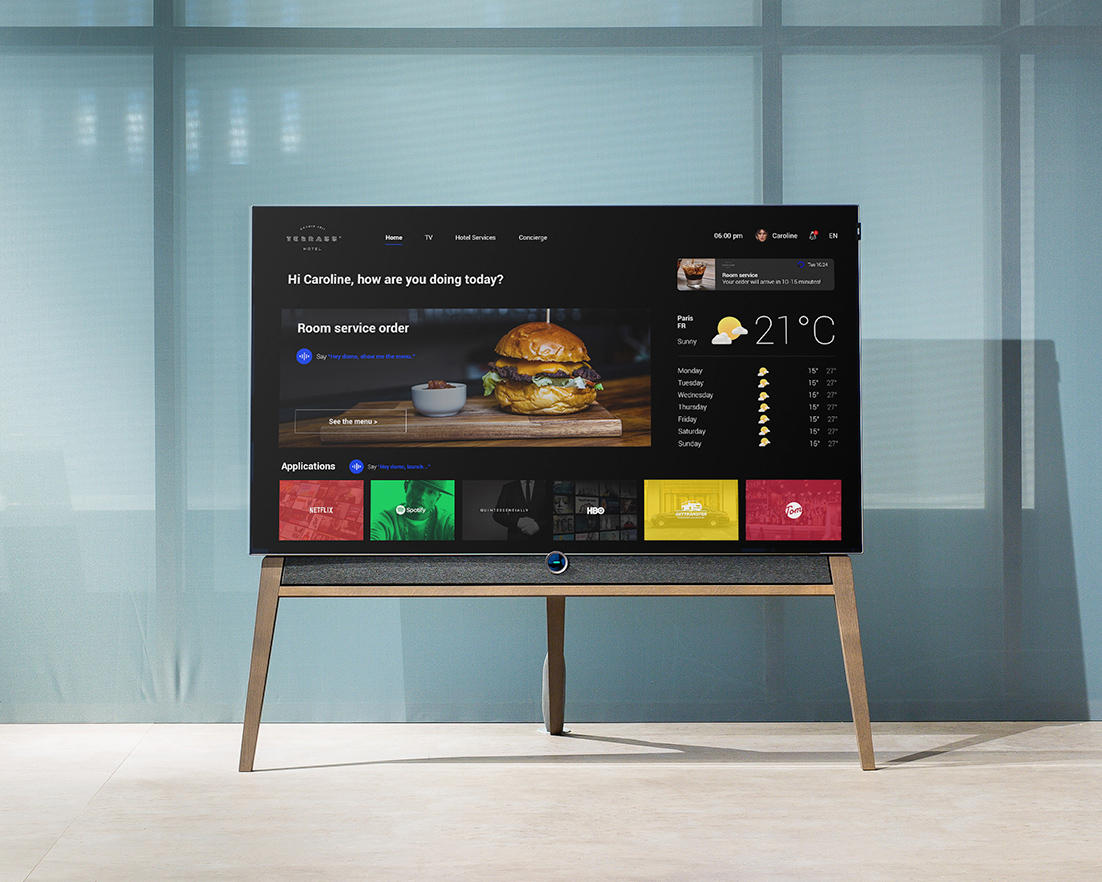 TERRASS"
HOTEL
Home
TV
Hotel Services
Concierge
06:00 pm
Caroline
EN
Hi Caroline, how are you doing today?
Tue 16:24
Room service
Your order will arrive in 10-15 minutes!
Room service order
Say "Hey domo, show me the menu."
See the menu >
Paris
FR
Sunny
21°C
Monday 15° 27°
Tuesday 15° 27°
Wednesday 15° 27°
Thursday 15° 27°
Friday 15° 27°
Saturday 15° 27°
Sunday 15° 27°
Applications
Say "Hey domo, launch..."
NETFLIX
Spotify
QUINTESSENTIALLY
HBO
Tom